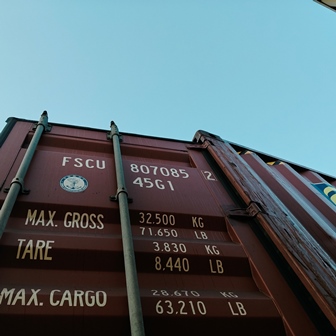 FSCU 807085 2
45G1
MAX. GROSS 32.500 KG
71.650 LB
TARE 3.830 KG
8.440 LB
MAX. CARGO 28.670 KG
63.210 LB